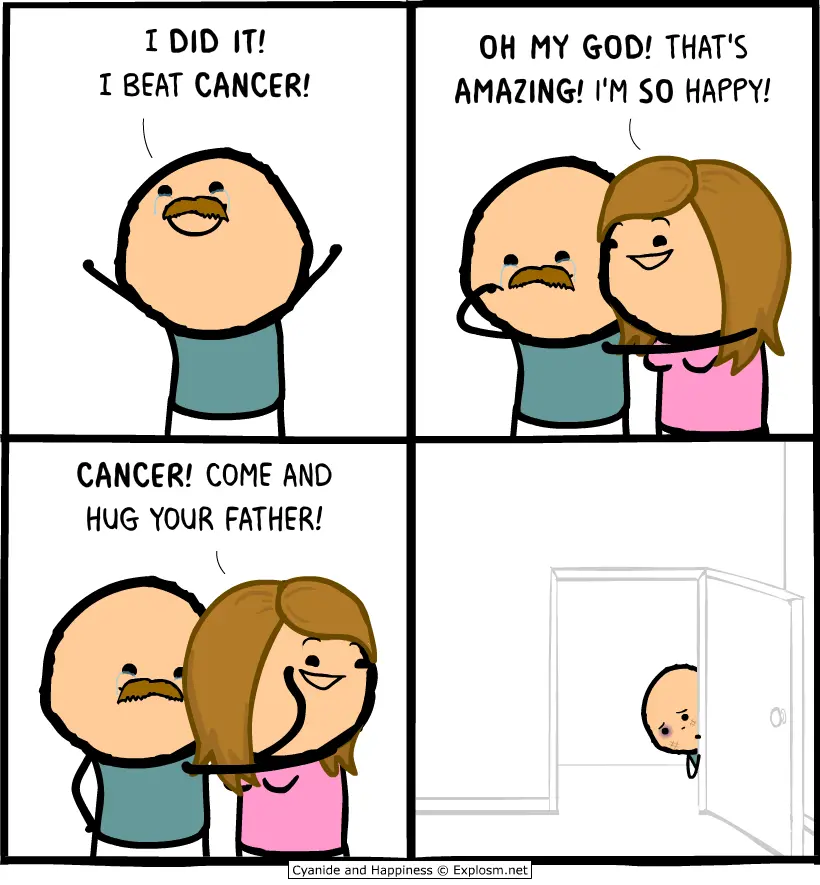 I DID IT!
I BEAT CANCER!
OH MY GOD! THAT'S
AMAZING! I'M SO HAPPY!
CANCER! COME AND
HUG YOUR FATHER!
Cyanide and Happiness © Explosm.net